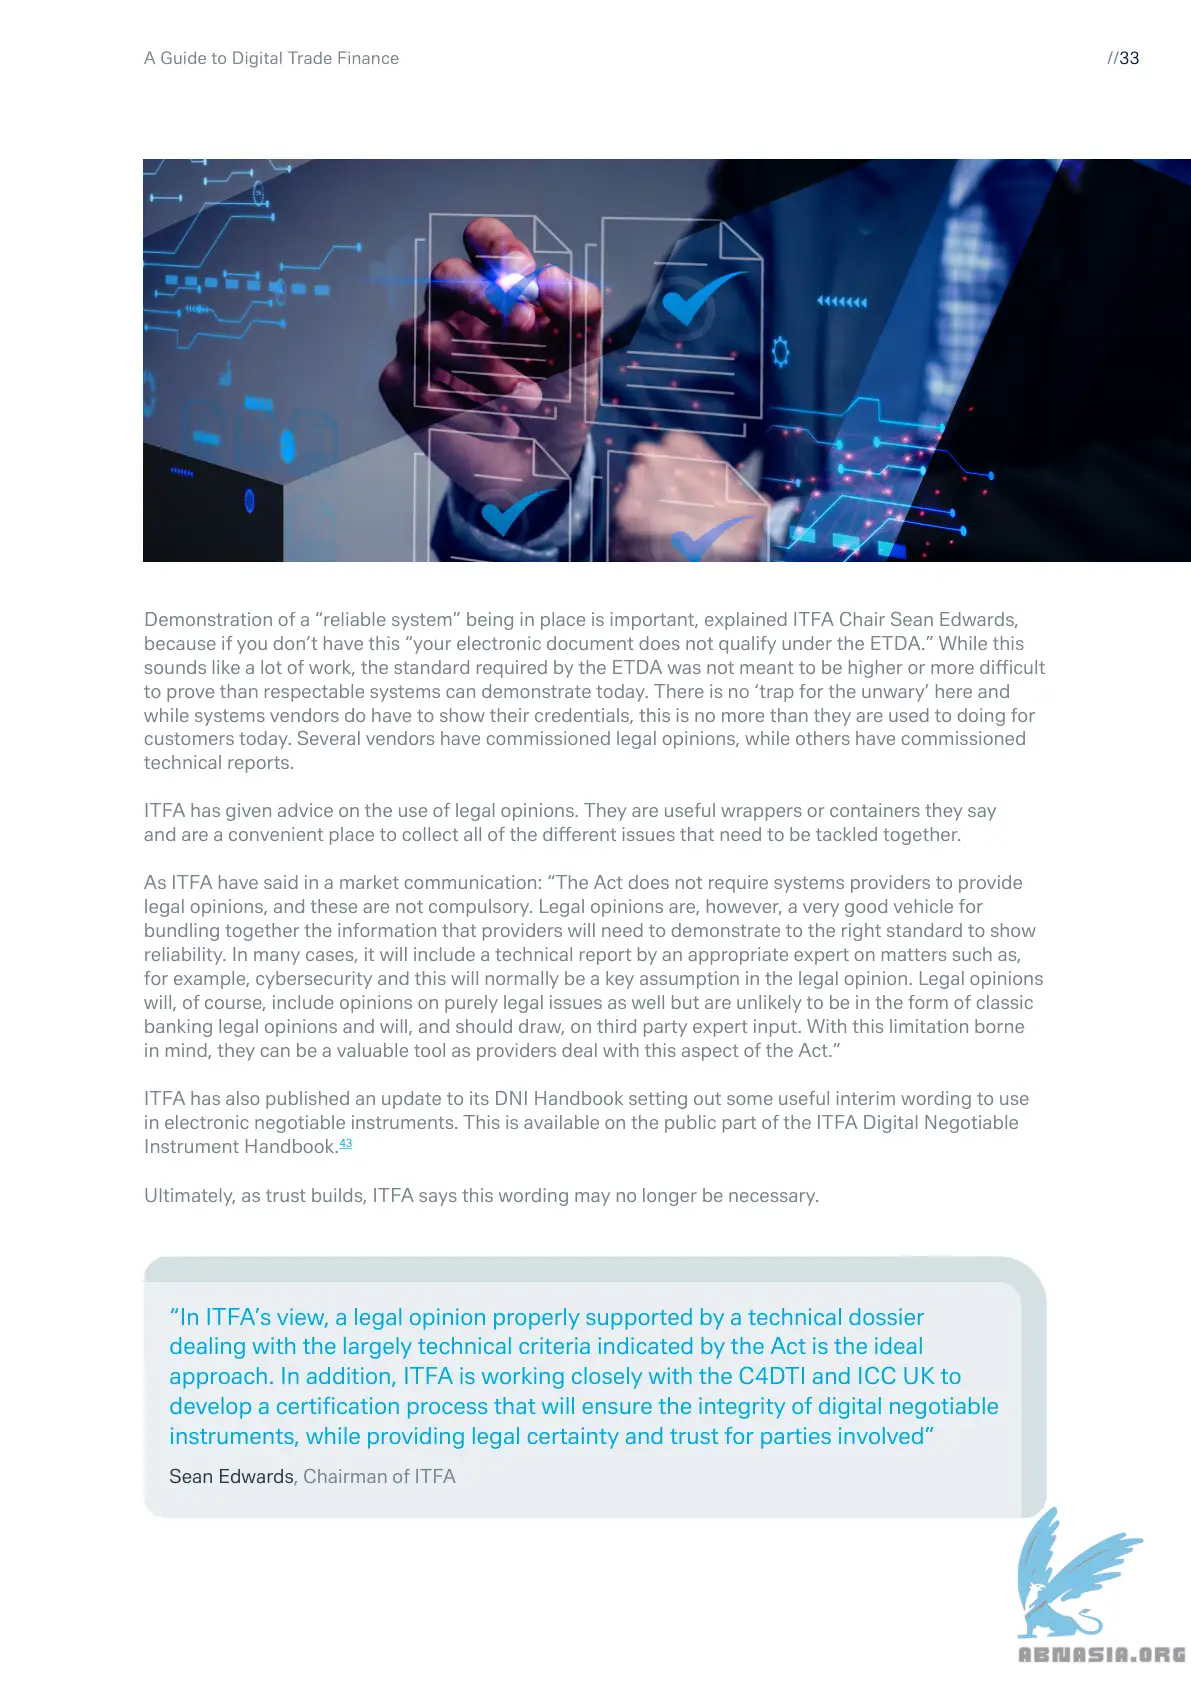 A Guide to Digital Trade Finance
//33
Demonstration of a “reliable system” being in place is important, explained ITFA Chair Sean Edwards,
because if you don’t have this “your electronic document does not qualify under the ETDA.” While this
sounds like a lot of work, the standard required by the ETDA was not meant to be higher or more difficult
to prove than respectable systems can demonstrate today. There is no ‘trap for the unwary’ here and
while systems vendors do have to show their credentials, this is no more than they are used to doing for
customers today. Several vendors have commissioned legal opinions, while others have commissioned
technical reports.
ITFA has given advice on the use of legal opinions. They are useful wrappers or containers they say
and are a convenient place to collect all of the different issues that need to be tackled together.
As ITFA have said in a market communication: “The Act does not require systems providers to provide
legal opinions, and these are not compulsory. Legal opinions are, however, a very good vehicle for
bundling together the information that providers will need to demonstrate to the right standard to show
reliability. In many cases, it will include a technical report by an appropriate expert on matters such as,
for example, cybersecurity and this will normally be a key assumption in the legal opinion. Legal opinions
will, of course, include opinions on purely legal issues as well but are unlikely to be in the form of classic
banking legal opinions and will, and should draw, on third party expert input. With this limitation borne
in mind, they can be a valuable tool as providers deal with this aspect of the Act.”
ITFA has also published an update to its DNI Handbook setting out some useful interim wording to use
in electronic negotiable instruments. This is available on the public part of the ITFA Digital Negotiable
Instrument Handbook.43
Ultimately, as trust builds, ITFA says this wording may no longer be necessary.
“In ITFA’s view, a legal opinion properly supported by a technical dossier
dealing with the largely technical criteria indicated by the Act is the ideal
approach. In addition, ITFA is working closely with the C4DTI and ICC UK to
develop a certification process that will ensure the integrity of digital negotiable
instruments, while providing legal certainty and trust for parties involved”
Sean Edwards, Chairman of ITFA
ABNASIA.ORG